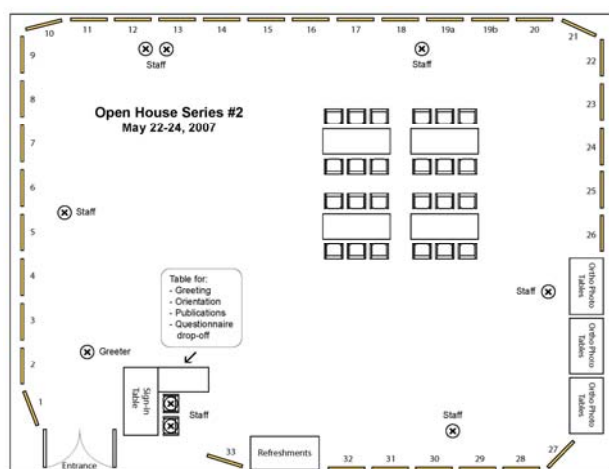 10
11
12
13
14
15
16
17
18
19a
19b
20
21
9
Staff
Staff
22
8
Open House Series #2
May 22-24, 2007
23
7
24
6
25
Staff
5
26
4
Table for:
- Greeting
- Orientation
- Publications
- Questionnaire
drop-off
Staff
Ortho Photo
Tables
3
Ortho Photo
Tables
Greeter
2
Sign-in
Table
Ortho Photo
Tables
1
Staff
Staff
33
Refreshments
32
31
30
29
28
27
Entrance